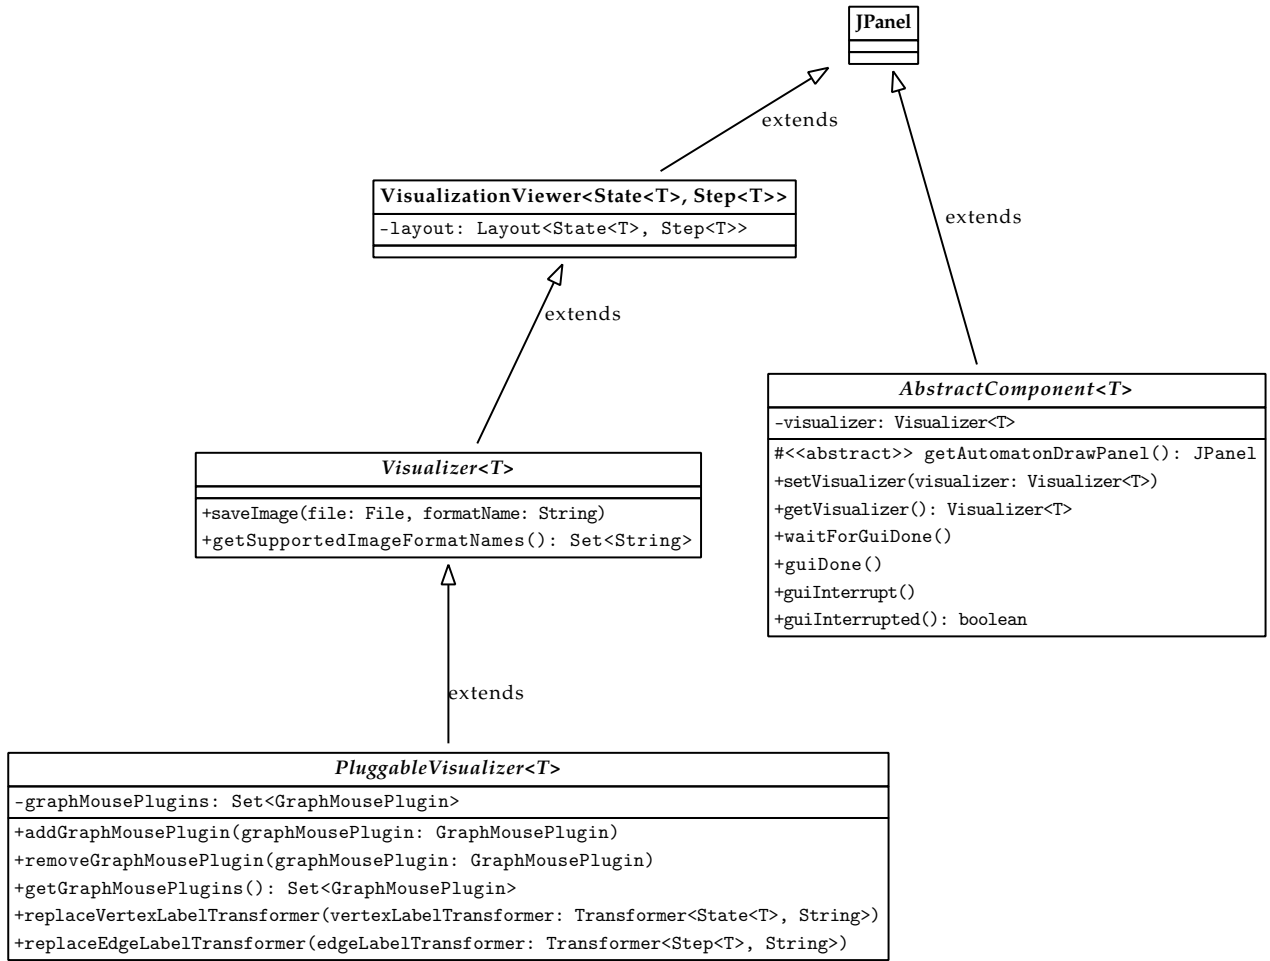 JPanel
extends
VisualizationViewer<State<T>, Step<T>>
-layout: Layout<State<T>, Step<T>>
extends
extends
AbstractComponent<T>
-visualizer: Visualizer<T>
#<<abstract>> getAutomatonDrawPanel(): JPanel
+setVisualizer(visualizer: Visualizer<T>)
+getVisualizer(): Visualizer<T>
+waitForGuiDone()
+guiDone()
+guiInterrupt()
+guiInterrupted(): boolean
Visualizer<T>
+saveImage(file: File, formatName: String)
+getSupportedImageFormatNames(): Set<String>
extends
PluggableVisualizer<T>
-graphMousePlugins: Set<GraphMousePlugin>
+addGraphMousePlugin(graphMousePlugin: GraphMousePlugin)
+removeGraphMousePlugin(graphMousePlugin: GraphMousePlugin)
+getGraphMousePlugins(): Set<GraphMousePlugin>
+replaceVertexLabelTransformer(vertexLabelTransformer: Transformer<State<T>, String>)
+replaceEdgeLabelTransformer(edgeLabelTransformer: Transformer<Step<T>, String>)